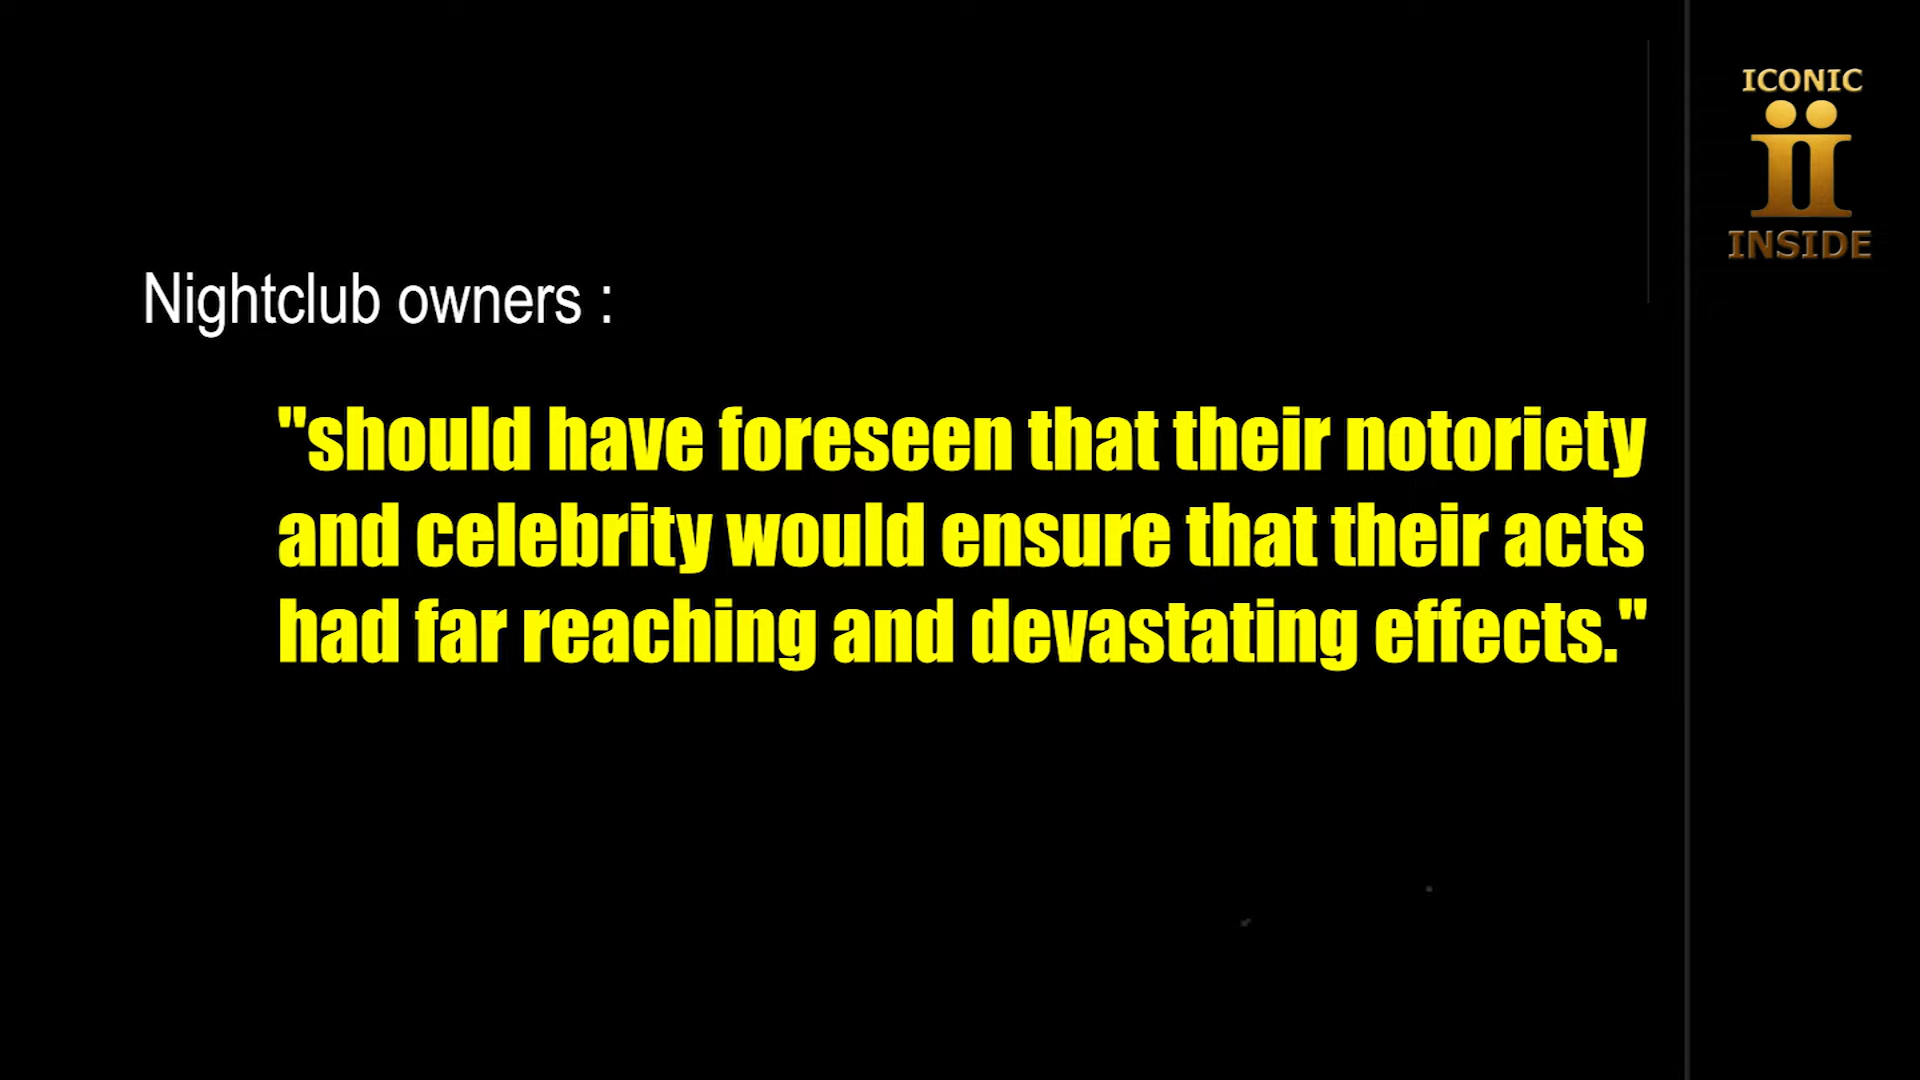 ICONIC
ii
INSIDE
Nightclub owners :
"should have foreseen that their notoriety
and celebrity would ensure that their acts
had far reaching and devastating effects."